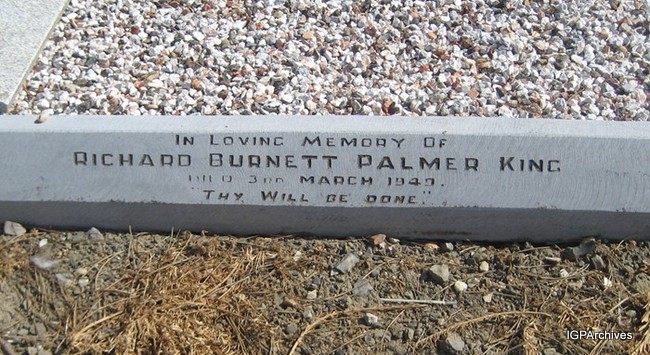 In Loving Memory Of
Richard Burnett Palmer King
Died 3rd March 1949.
"Thy Will be done."
IGPArchives